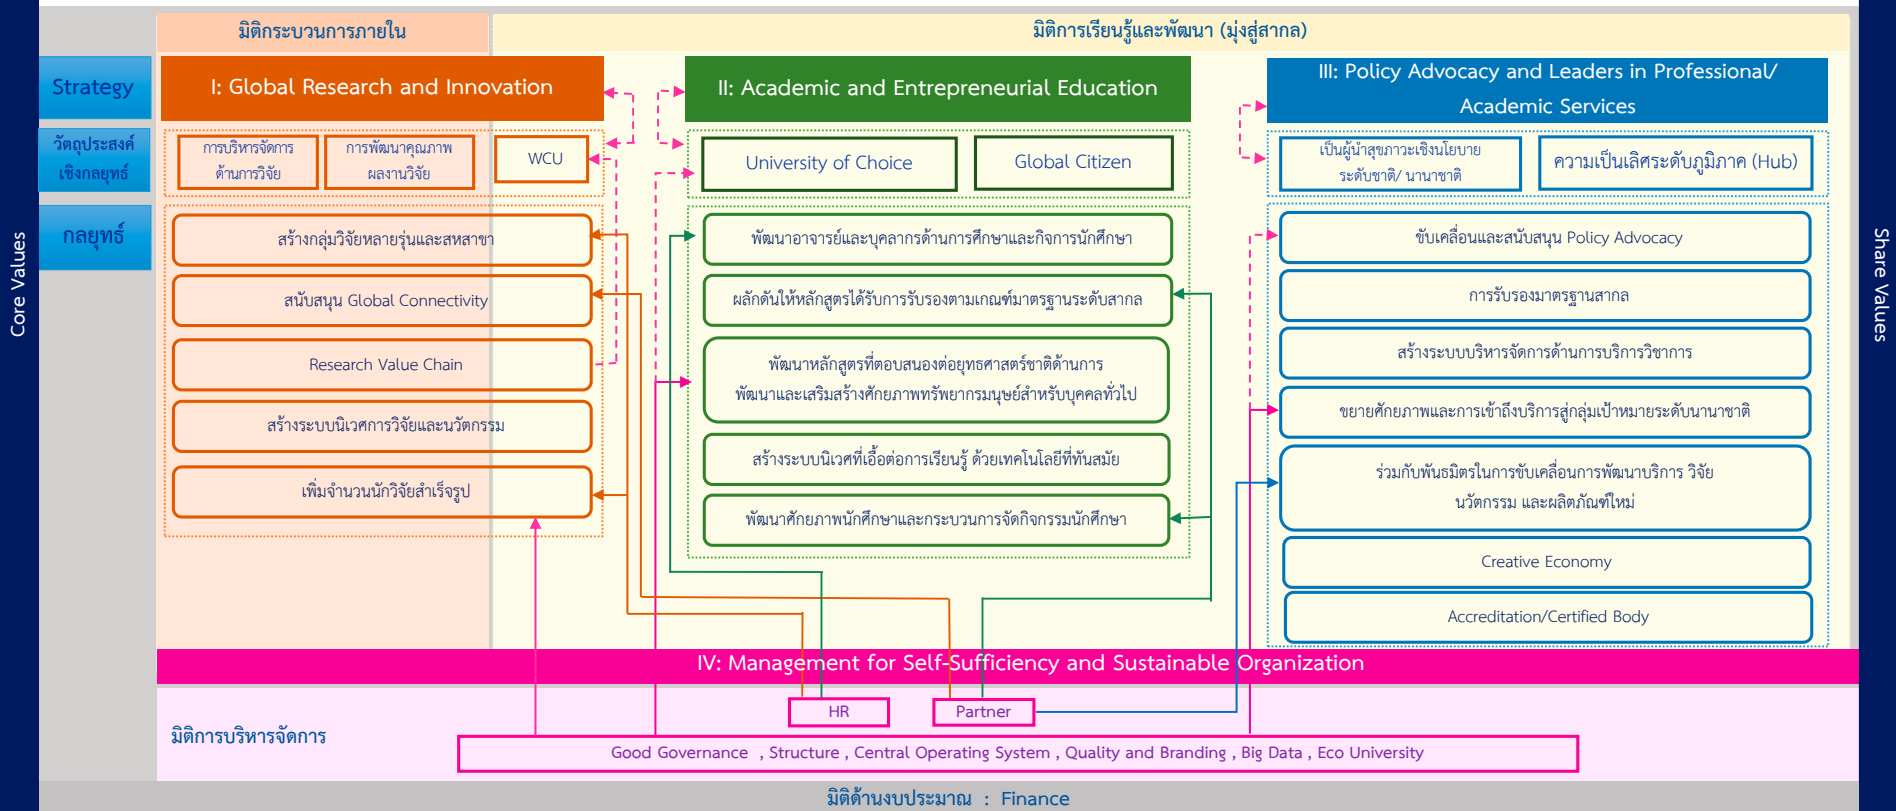 มิติกระบวนการภายใน
มิติการเรียนรู้และพัฒนา (มุ่งสู่สากล)
Strategy
I: Global Research and Innovation
II: Academic and Entrepreneurial Education
III: Policy Advocacy and Leaders in Professional/
Academic Services
วัตถุประสงค์
เชิงกลยุทธ์
การบริหารจัดการ
ด้านการวิจัย
การพัฒนาคุณภาพ
ผลงานวิจัย
WCU
University of Choice
Global Citizen
เป็นผู้นำสุขภาวะเชิงนโยบาย
ระดับชาติ/ นานาชาติ
ความเป็นเลิศระดับภูมิภาค (Hub)
กลยุทธ์
สร้างกลุ่มวิจัยหลายรุ่นและสหสาขา
สนับสนุน Global Connectivity
Research Value Chain
สร้างระบบนิเวศการวิจัยและนวัตกรรม
เพิ่มจำนวนนักวิจัยสำเร็จรูป
พัฒนาอาจารย์และบุคลากรด้านการศึกษาและกิจการนักศึกษา
ผลักดันให้หลักสูตรได้รับการรับรองตามเกณฑ์มาตรฐานระดับสากล
พัฒนาหลักสูตรที่ตอบสนองต่อยุทธศาสตร์ชาติด้านการ
พัฒนาและเสริมสร้างศักยภาพทรัพยากรมนุษย์สำหรับบุคคลทั่วไป
สร้างระบบนิเวศที่เอื้อต่อการเรียนรู้ ด้วยเทคโนโลยีที่ทันสมัย
พัฒนาศักยภาพนักศึกษาและกระบวนการจัดกิจกรรมนักศึกษา
ขับเคลื่อนและสนับสนุน Policy Advocacy
การรับรองมาตรฐานสากล
สร้างระบบบริหารจัดการด้านการบริการวิชาการ
ขยายศักยภาพและการเข้าถึงบริการสู่กลุ่มเป้าหมายระดับนานาชาติ
ร่วมกับพันธมิตรในการขับเคลื่อนการพัฒนาบริการ วิจัย
นวัตกรรม และผลิตภัณฑ์ใหม่
Creative Economy
Accreditation/Certified Body
Core Values
Share Values
IV: Management for Self-Sufficiency and Sustainable Organization
HR
Partner
มิติการบริหารจัดการ
Good Governance , Structure , Central Operating System , Quality and Branding , Big Data , Eco University
มิติด้านงบประมาณ : Finance